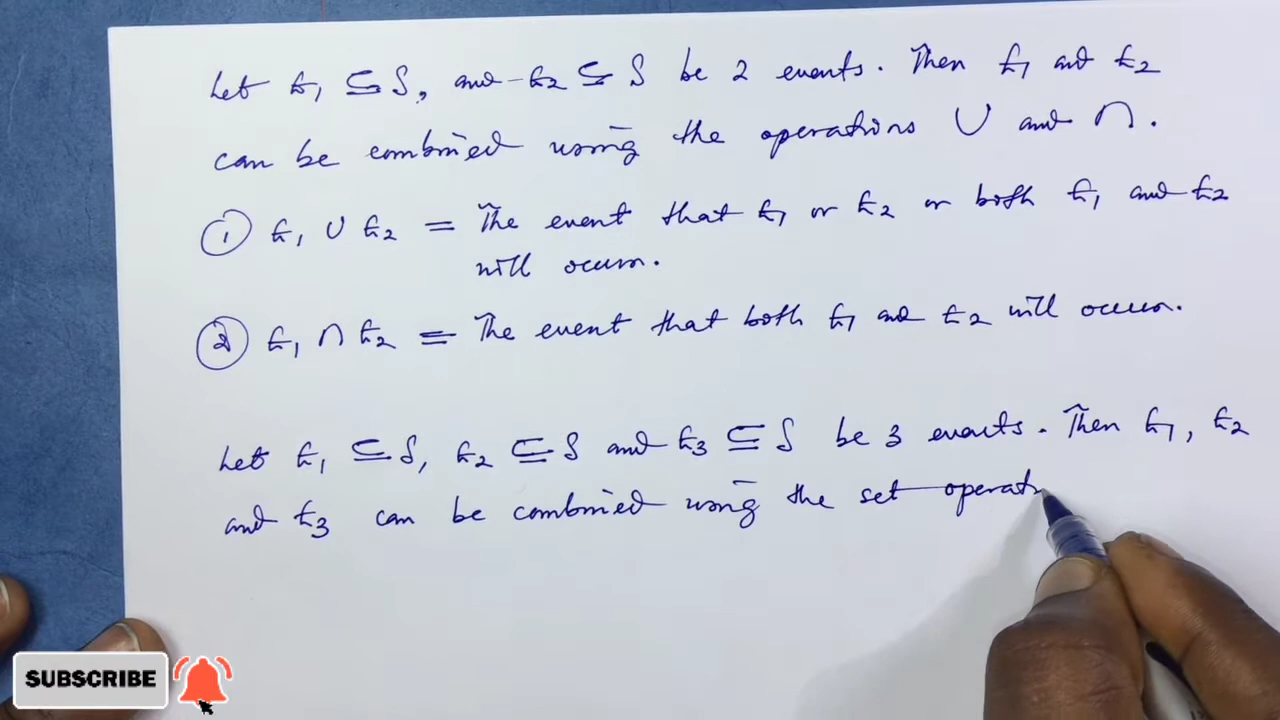 Let E₁ ⊆ S, and E₂ ⊆ S be 2 events. Then E₁ and E₂
can be combined using the operations ∪ and ∩.
① E₁ ∪ E₂ = The event that E₁ or E₂ or both E₁ and E₂
will occur.
② E₁ ∩ E₂ = The event that both E₁ and E₂ will occur.
Let E₁ ⊆ S, E₂ ⊆ S and E₃ ⊆ S be 3 events. Then E₁, E₂
and E₃ can be combined using the set operat
SUBSCRIBE